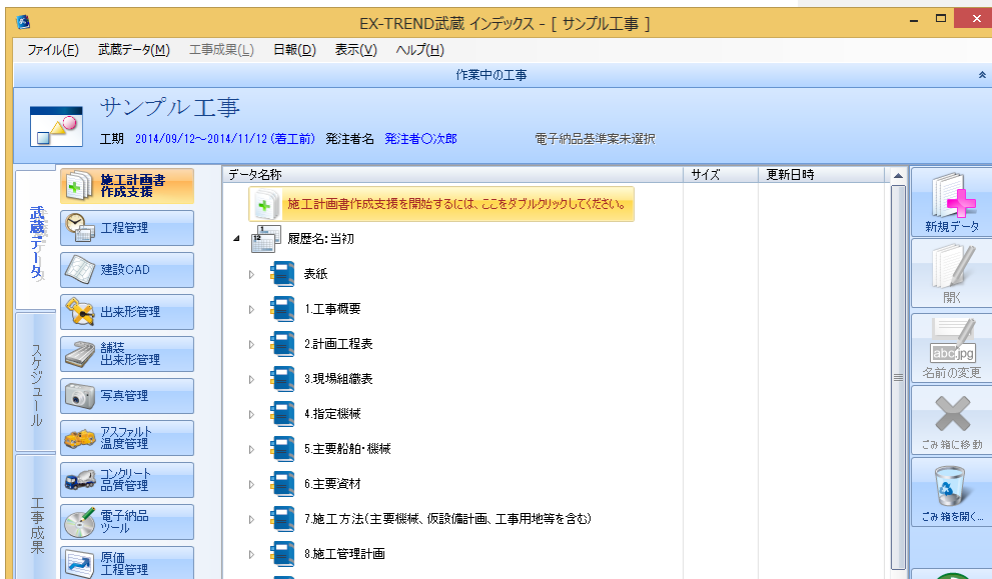 EX-TREND武蔵 インデックス - [ サンプル工事 ]
ファイル(F) 武蔵データ(M) 工事成果(L) 日報(D) 表示(V) ヘルプ(H)
作業中の工事
サンプル工事
工期 2014/09/12～2014/11/12 (着工前) 発注者名 発注者〇次郎 電子納品基準案未選択
武蔵データ
スケジュール
工事成果
施工計画書
作成支援
工程管理
建設CAD
出来形管理
舗装
出来形管理
写真管理
アスファルト
温度管理
コンクリート
品質管理
電子納品
ツール
原価
工程管理
データ名称 サイズ 更新日時
施工計画書作成支援を開始するには、ここをダブルクリックしてください。
履歴名:当初
表紙
1.工事概要
2.計画工程表
3.現場組織表
4.指定機械
5.主要船舶・機械
6.主要資材
7.施工方法(主要機械、仮設備計画、工事用地等を含む)
8.施工管理計画
新規データ
開く
abc.jpg
名前の変更
ごみ箱に移動
ごみ箱を開く...